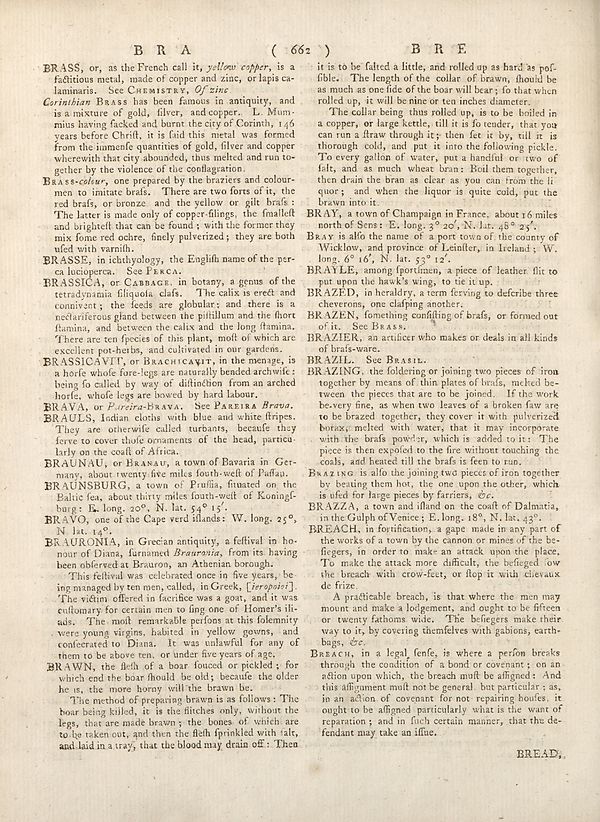 B R A ( 662 ) B R E
BRASS, or, as the French call it, yellow copper, is a
factitious metal, made of copper and zinc, or lapis ca-
laminaris. See CHEMISTRY, Of zinc
Corinthian BRASS has been famous in antiquity, and
is a mixture of gold, silver, and copper. L. Mum-
mius having sacked and burnt the city of Corinth, 146
years before Christ, it is said this metal was formed
from the immense quantities of gold, silver and copper
wherewith that city abounded, thus melted and run to-
gether by the violence of the conflagration.
BRASS-colour, one prepared by the braziers and colour-
men to imitate brass. There are two sorts of it, the
red brass, or bronze and the yellow or gilt brass:
The latter is made only of copper-filings, the smallest
and brightest that can be found; with the former they
mix some red ochre, finely pulverized; they are both
used with varnish.
BRASSE, in ichthyology, the English name of the per-
ca lucioperca. See PERCA.
BRASSICA, or CABBAGE, in botany, a genus of the
tetradynamia siliquosa class. The calix is erect and
connivent; the seeds are globular; and there is a
nectariferous gland between the pistillum and the short
stamina, and between the calix and the long stamina.
There are ten species of this plant, most of which are
excellent pot-herbs, and cultivated in our gardens.
BRASSICAVIT, or BRACHICAVIT, in the menage, is
a horse whose fore-legs are naturally bended archwise:
being so called by way of distinction from an arched
horse, whose legs are bowed by hard labour.
BRAVA, or Pareira-BRAVA. See PAREIRA Brava.
BRAULS, Indian cloths with blue and white stripes.
They are otherwise called turbants, because they
serve to cover those ornaments of the head, particu-
larly on the coast of Africa.
BRAUNAU, or BRANAU, a town of Bavaria in Ger-
many, about twenty-five miles south-west of Passau.
BRAUNSBURG, a town of Prussia, situated on the
Baltic sea, about thirty miles south-west of Koningf-
burg: E. long. 20°, N. lat. 54° 15′.
BRAVO, one of the Cape verd islands: W. long. 25°,
N lat. 14°.
BRAURONIA, in Grecian antiquity, a festival in ho-
nour of Diana, surnamed Brauronia, from its having
been observed at Brauron, an Athenian borough.
This festival was celebrated once in five years, be-
ing managed by ten men, called, in Greek, [ieropoioi].
The victim offered in sacrifice was a goat, and it was
customary for certain men to sing one of Homer's ili-
ads. The most remarkable persons at this solemnity
were young virgins, habited in yellow gowns, and
consecrated to Diana. It was unlawful for any of
them to be above ten, or under five years of age.
BRAWN, the flesh of a boar soused or pickled; for
which end the boar should be old; because the older
he is, the more horny will the brawn be.
The method of preparing brawn is as follows: The
boar being killed, it is the flitches only, without the
legs, that are made brawn; the bones of which are
to be taken out, and then the flesh sprinkled with salt,
and laid in a tray, that the blood may drain off: Then
it is to be salted a little, and rolled up as hard as pos-
sible. The length of the collar of brawn, should be
as much as one side of the boar will bear; so that when
rolled up, it will be nine or ten inches diameter.
The collar being thus rolled up, is to be boiled in
a copper, or large kettle, till it is so tender, that you
can run a straw through it; then set it by, till it is
thorough cold, and put it into the following pickle.
To every gallon of water, put a handful or two of
salt, and as much wheat bran: Boil them together,
then drain the bran as clear as you can from the li-
quor; and when the liquor is quite cold, put the
brawn into it.
BRAY, a town of Champaign in France, about 16 miles
north of Sens: E. long. 3° 20′, N. lat. 48° 25′.
BRAY is also the name of a port town of the county of
Wicklow, and province of Leinster, in Ireland; W.
long. 6° 16′, N. lat. 53° 12′.
BRAYLE, among sportsmen, a piece of leather slit to
put upon the hawk's wing, to tie it up.
BRAZED, in heraldry, a term serving to describe three
cheverons, one clasping another.
BRAZEN, something consisting of brass, or formed out
of it. See BRASS.
BRAZIER, an artificer who makes or deals in all kinds
of brass-ware.
BRAZIL. See BRASIL.
BRAZING. the soldering or joining two pieces of iron
together by means of thin plates of brass, melted be-
tween the pieces that are to be joined. If the work
be very fine, as when two leaves of a broken saw are
to be brazed together, they cover it with pulverized
borax, melted with water, that it may incorporate
with the brass powder, which is added to it: The
piece is then exposed to the fire without touching the
coals, and heated till the brass is seen to run.
BRAZING is also the joining two pieces of iron together
by beating them hot, the one upon the other, which
is used for large pieces by farriers, &c.
BRAZZA, a town and island on the coast of Dalmatia,
in the Gulph of Venice; E. long. 18°, N. lat. 43°.
BREACH, in fortification, a gape made in any part of
the works of a town by the cannon or mines of the be-
siegers, in order to make an attack upon the place.
To make the attack more difficult, the besieged sow
the breach with crow-feet, or stop it with chevaux
de frize.
A practicable breach, is that where the men may
mount and make a lodgement, and ought to be fifteen
or twenty fathoms wide. The besiegers make their
way to it, by covering themselves with gabions, earth-
bags, &c.
BREACH, in a legal sense, is where a person breaks
through the condition of a bond or covenant; on an
action upon which, the breach must be assigned: And
this assignment must not be general, but particular; as,
in an action of covenant for not repairing houses, it
ought to be assigned particularly what is the want of
reparation; and in such certain manner, that the de-
fendant may take an issue.
BREAD,